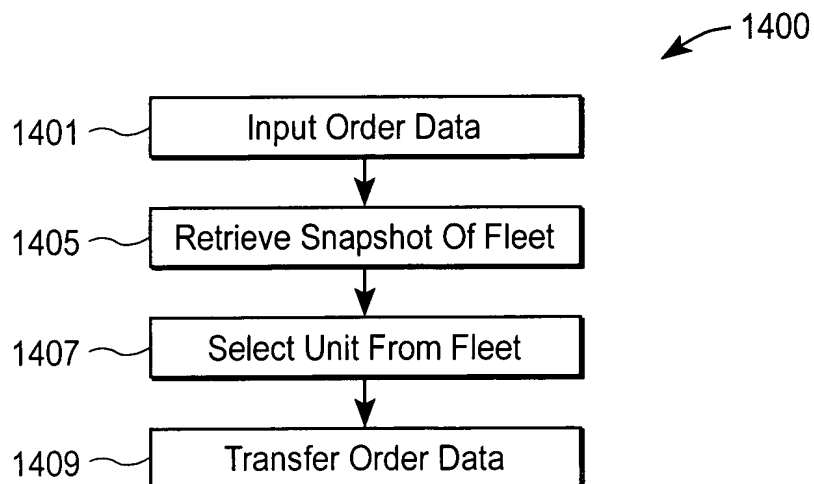 1400
1401 Input Order Data
1405 Retrieve Snapshot Of Fleet
1407 Select Unit From Fleet
1409 Transfer Order Data